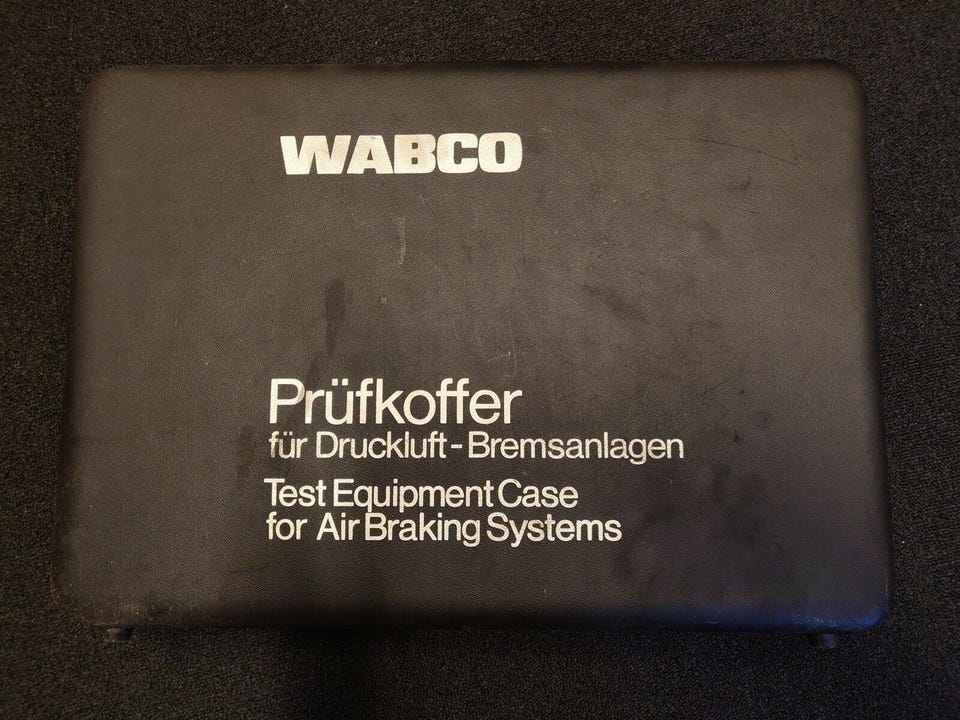 WABCO
Prüfkoffer
für Druckluft-Bremsanlagen
Test Equipment Case
for Air Braking Systems